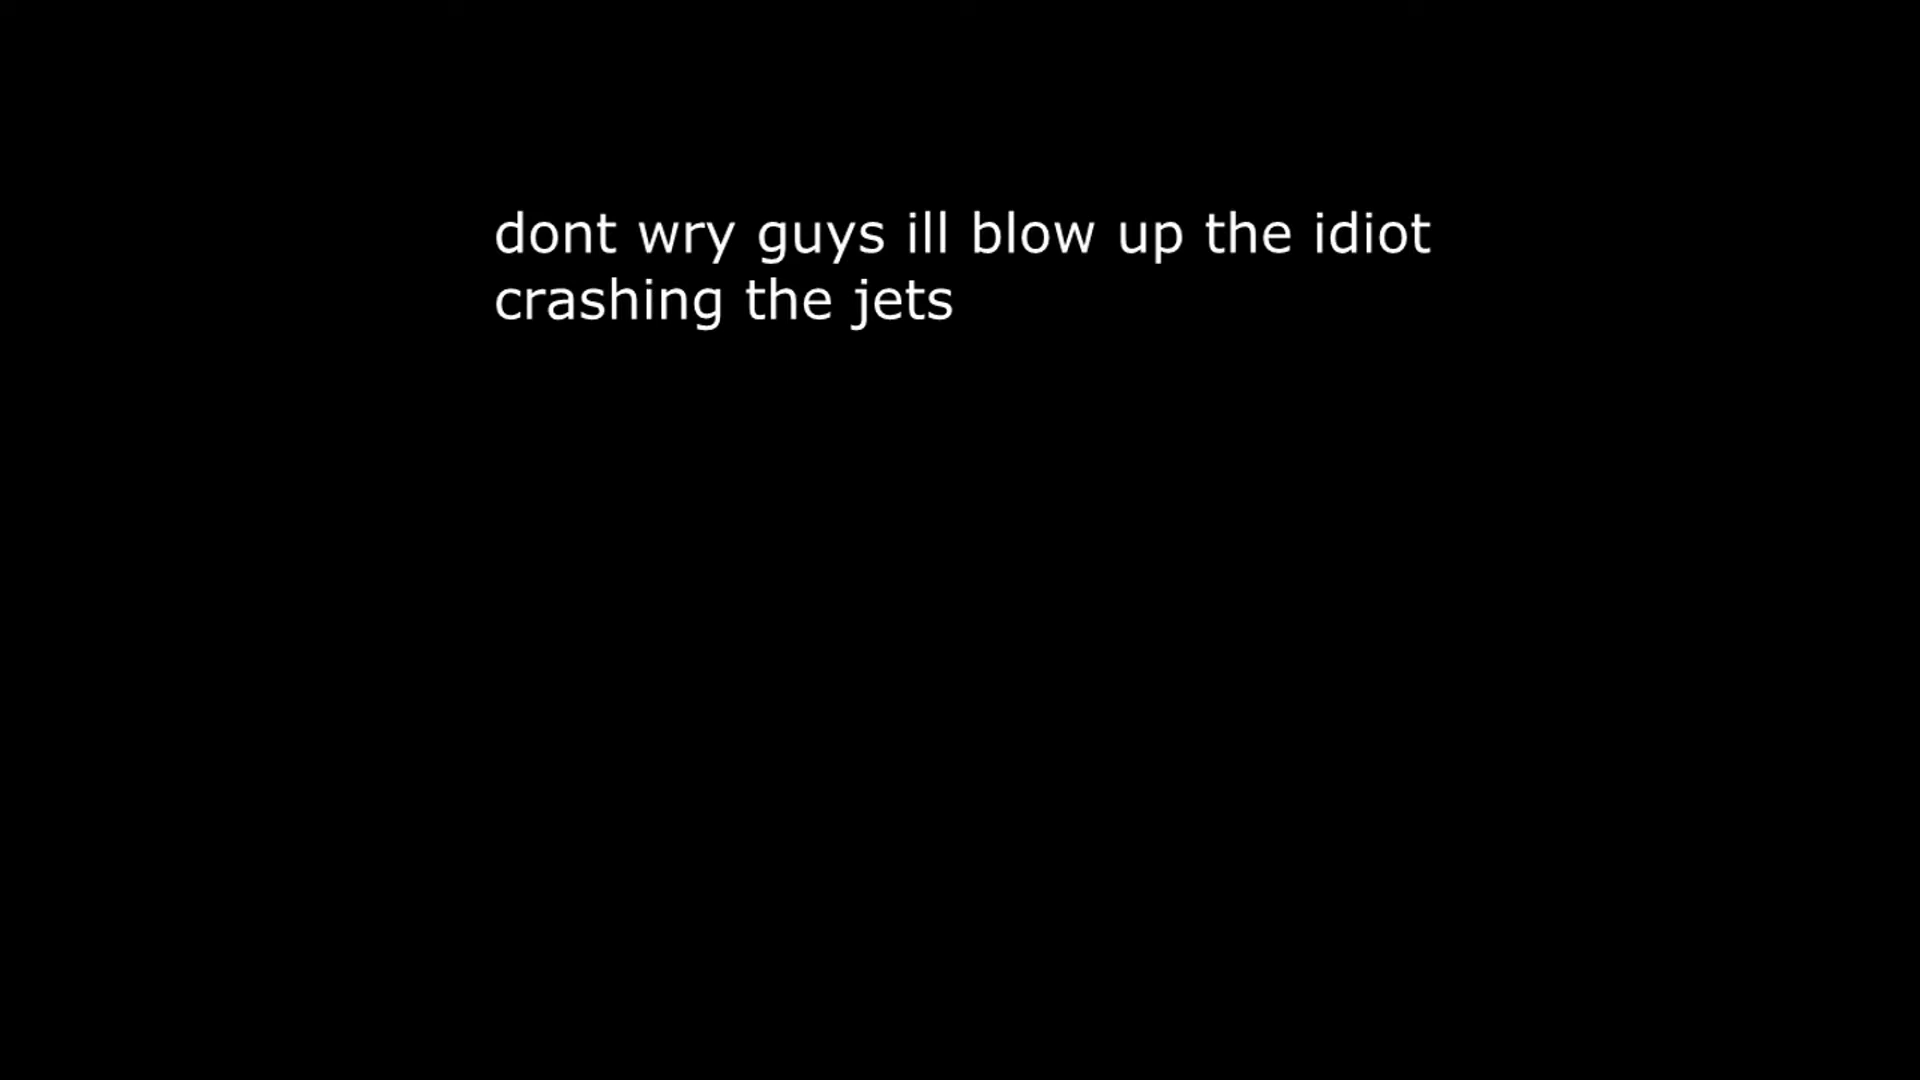 dont wry guys ill blow up the idiot
crashing the jets